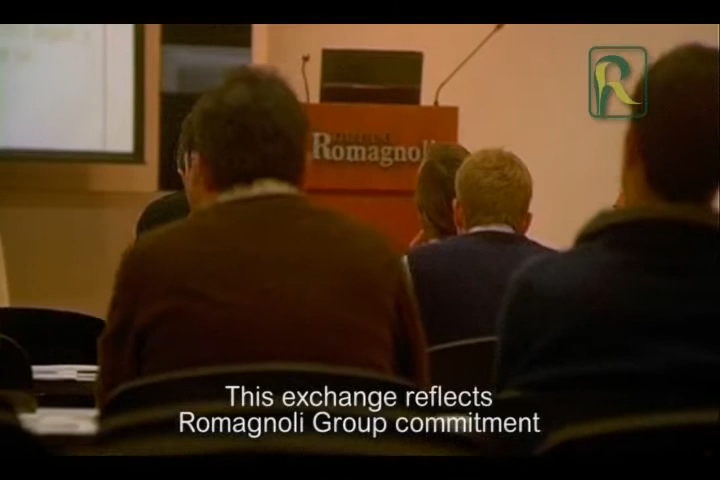 R
Romagnoli
This exchange reflects
Romagnoli Group commitment